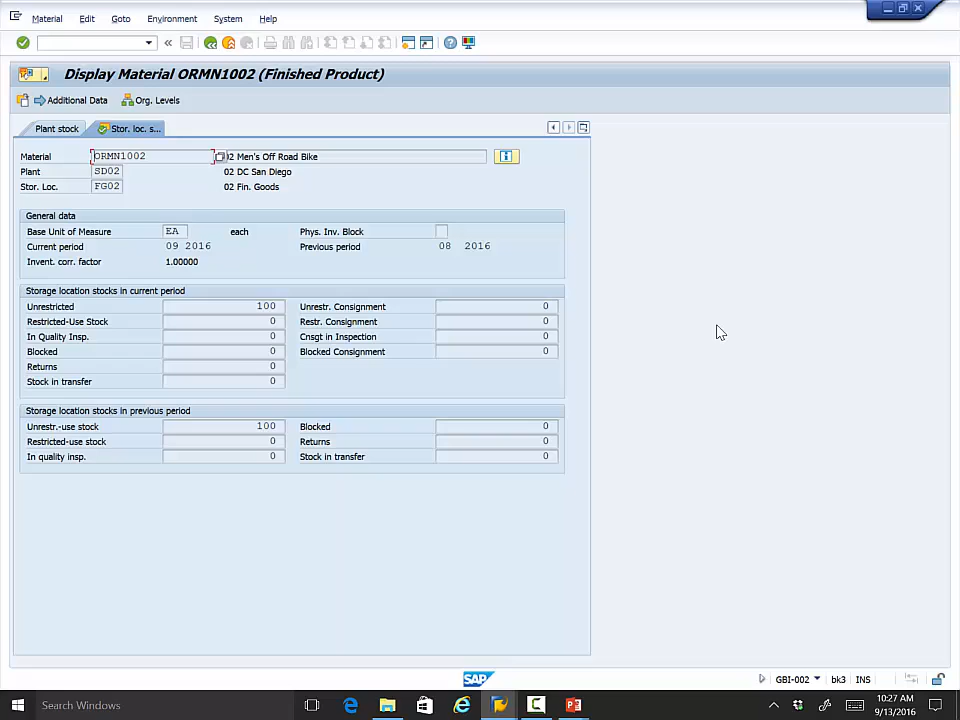 Material Edit Goto Environment System Help
Display Material ORMN1002 (Finished Product)
Additional Data Org. Levels
Plant stock Stor. loc. s...
Material ORMN1002 02 Men's Off Road Bike
Plant SD02 02 DC San Diego
Stor. Loc. FG02 02 Fin. Goods
General data
Base Unit of Measure EA each Phys. Inv. Block
Current period 09 2016 Previous period 08 2016
Invent. corr. factor 1.00000
Storage location stocks in current period
Unrestricted 100 Unrestr. Consignment 0
Restricted-Use Stock 0 Restr. Consignment 0
In Quality Insp. 0 Cnsgt in Inspection 0
Blocked 0 Blocked Consignment 0
Returns 0
Stock in transfer 0
Storage location stocks in previous period
Unrestr.-use stock 100 Blocked 0
Restricted-use stock 0 Returns 0
In quality insp. 0 Stock in transfer 0
SAP GBI-002 bk3 INS
Search Windows 10:27 AM
9/13/2016